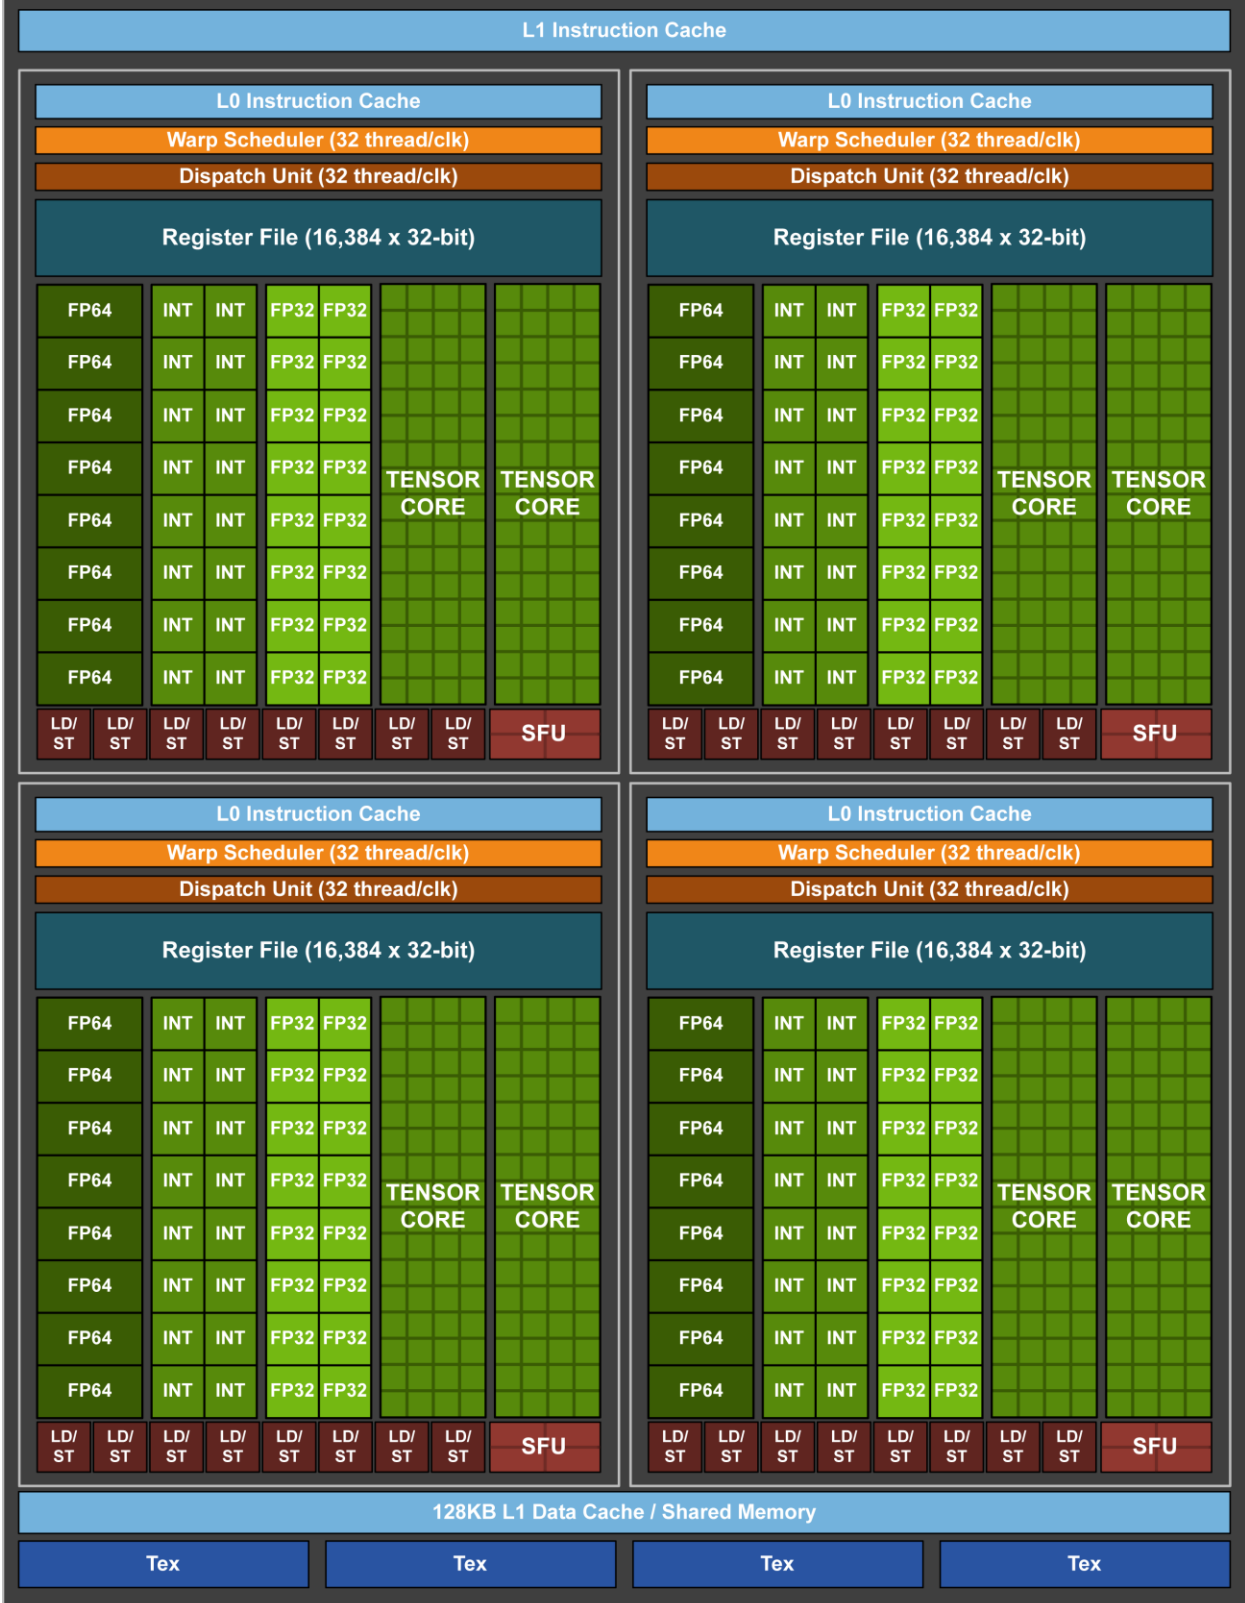 L1 Instruction Cache
L0 Instruction Cache
Warp Scheduler (32 thread/clk)
Dispatch Unit (32 thread/clk)
Register File (16,384 x 32-bit)
FP64 INT INT FP32 FP32
FP64 INT INT FP32 FP32
FP64 INT INT FP32 FP32
FP64 INT INT FP32 FP32
FP64 INT INT FP32 FP32
FP64 INT INT FP32 FP32
FP64 INT INT FP32 FP32
FP64 INT INT FP32 FP32
TENSOR CORE
TENSOR CORE
LD/ST LD/ST LD/ST LD/ST LD/ST LD/ST LD/ST LD/ST SFU
L0 Instruction Cache
Warp Scheduler (32 thread/clk)
Dispatch Unit (32 thread/clk)
Register File (16,384 x 32-bit)
FP64 INT INT FP32 FP32
FP64 INT INT FP32 FP32
FP64 INT INT FP32 FP32
FP64 INT INT FP32 FP32
FP64 INT INT FP32 FP32
FP64 INT INT FP32 FP32
FP64 INT INT FP32 FP32
FP64 INT INT FP32 FP32
TENSOR CORE
TENSOR CORE
LD/ST LD/ST LD/ST LD/ST LD/ST LD/ST LD/ST LD/ST SFU
L0 Instruction Cache
Warp Scheduler (32 thread/clk)
Dispatch Unit (32 thread/clk)
Register File (16,384 x 32-bit)
FP64 INT INT FP32 FP32
FP64 INT INT FP32 FP32
FP64 INT INT FP32 FP32
FP64 INT INT FP32 FP32
FP64 INT INT FP32 FP32
FP64 INT INT FP32 FP32
FP64 INT INT FP32 FP32
FP64 INT INT FP32 FP32
TENSOR CORE
TENSOR CORE
LD/ST LD/ST LD/ST LD/ST LD/ST LD/ST LD/ST LD/ST SFU
L0 Instruction Cache
Warp Scheduler (32 thread/clk)
Dispatch Unit (32 thread/clk)
Register File (16,384 x 32-bit)
FP64 INT INT FP32 FP32
FP64 INT INT FP32 FP32
FP64 INT INT FP32 FP32
FP64 INT INT FP32 FP32
FP64 INT INT FP32 FP32
FP64 INT INT FP32 FP32
FP64 INT INT FP32 FP32
FP64 INT INT FP32 FP32
TENSOR CORE
TENSOR CORE
LD/ST LD/ST LD/ST LD/ST LD/ST LD/ST LD/ST LD/ST SFU
128KB L1 Data Cache / Shared Memory
Tex Tex Tex Tex